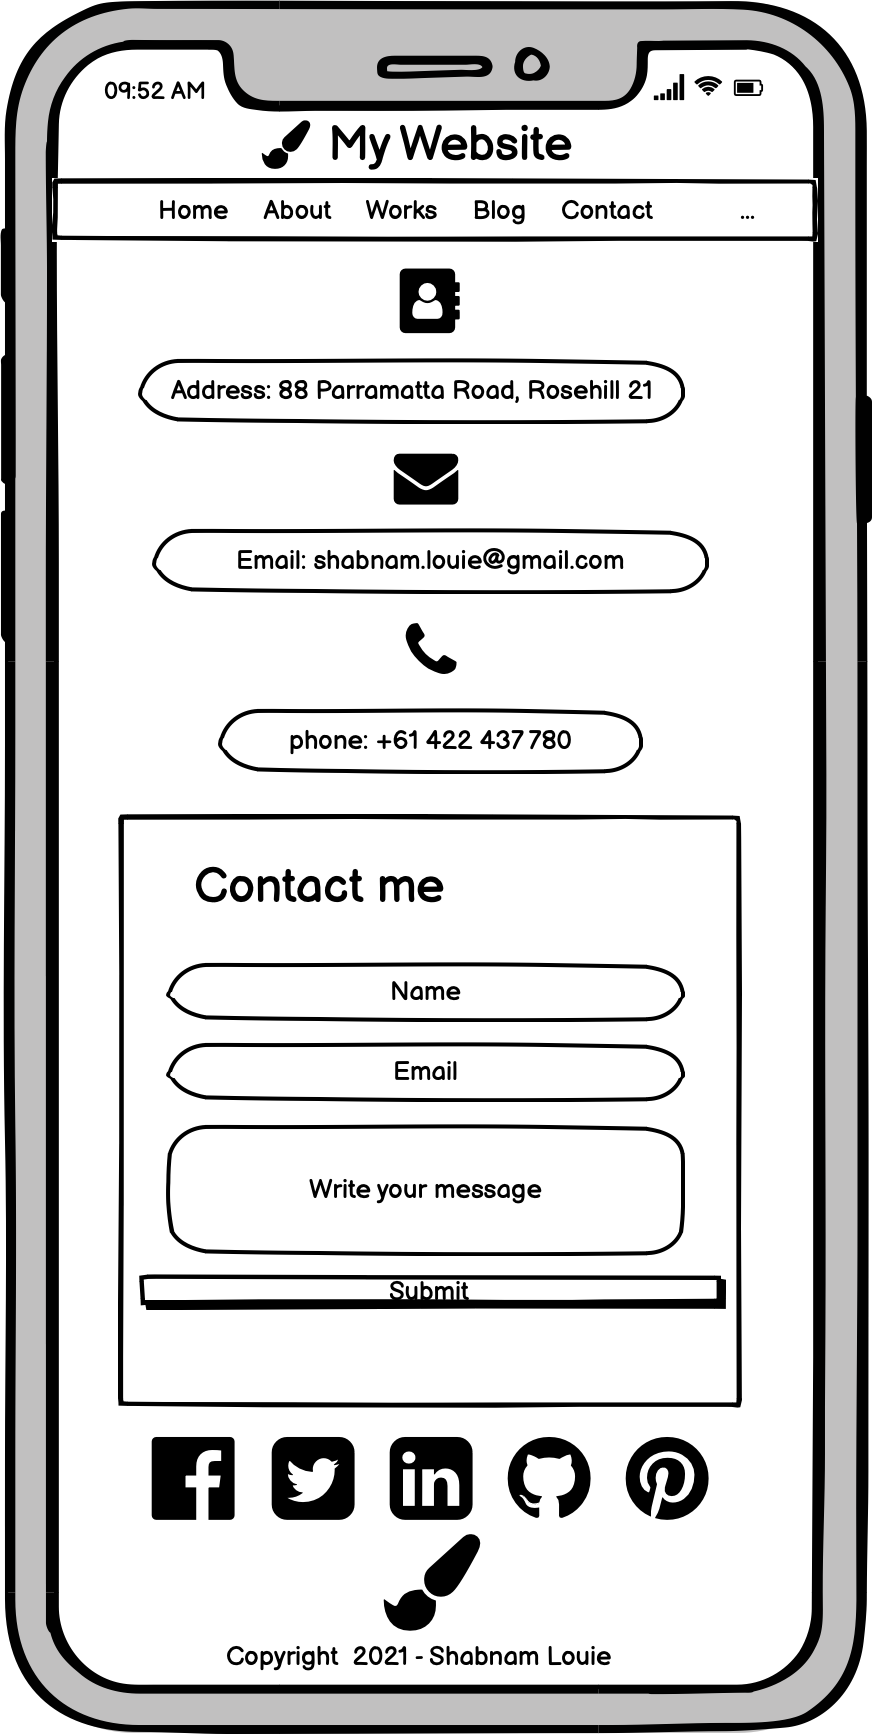 09:52 AM
My Website
Home About Works Blog Contact ...
Address: 88 Parramatta Road, Rosehill 21
Email: shabnam.louie@gmail.com
phone: +61 422 437 780
Contact me
Name
Email
Write your message
Submit
Copyright 2021 - Shabnam Louie